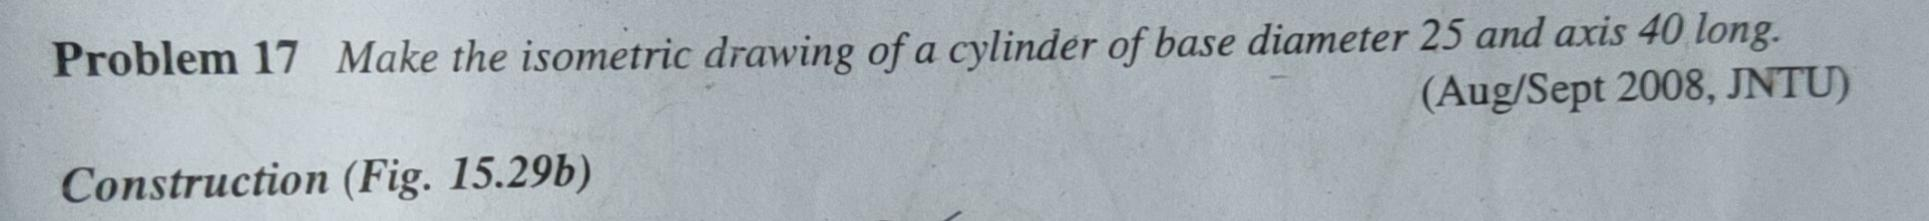 Problem 17 Make the isometric drawing of a cylinder of base diameter 25 and axis 40 long.
(Aug/Sept 2008, JNTU)
Construction (Fig. 15.29b)